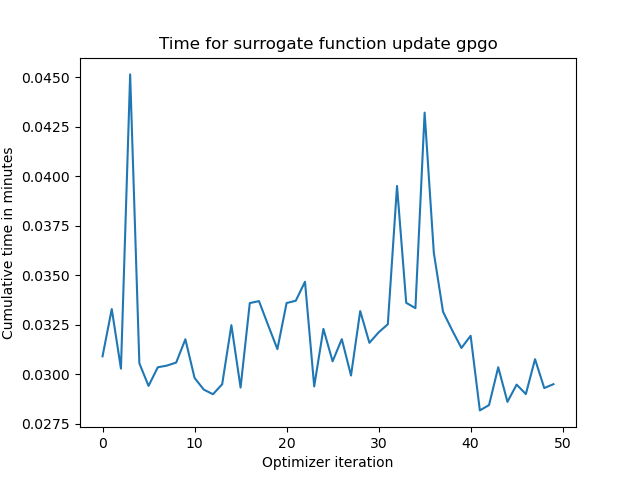 Time for surrogate function update gpgo
Cumulative time in minutes
0.0450
0.0425
0.0400
0.0375
0.0350
0.0325
0.0300
0.0275
0 10 20 30 40 50
Optimizer iteration